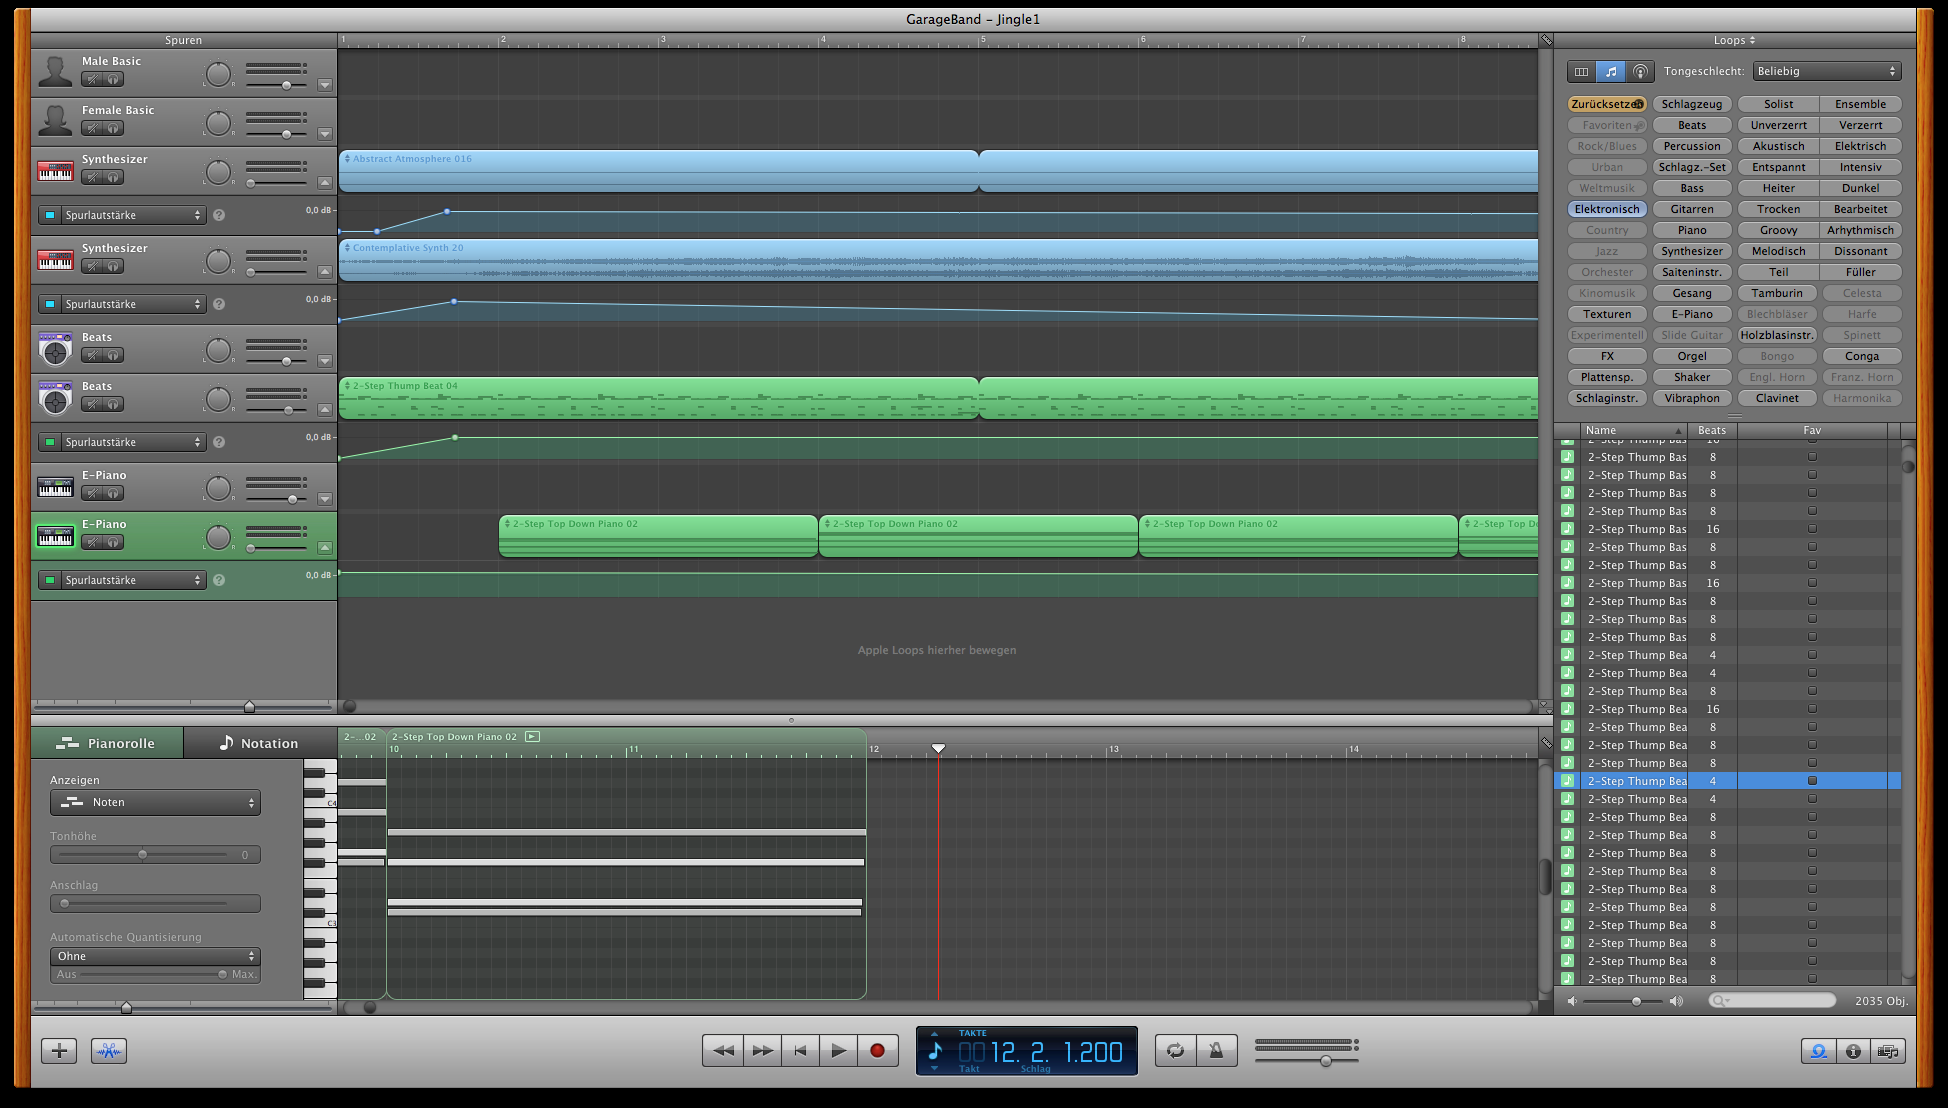 GarageBand – Jingle1
Spuren
1 2 3 4 5 6 7 8
Loops
Male Basic
Female Basic
Synthesizer
Abstract Atmosphere 016
Spurlautstärke ? 0,0 dB
Synthesizer
Contemplative Synth 20
Spurlautstärke ? 0,0 dB
Beats
Beats
2-Step Thump Beat 04
Spurlautstärke ? 0,0 dB
E-Piano
E-Piano
2-Step Top Down Piano 02 2-Step Top Down Piano 02 2-Step Top Down Piano 02 2-Step Top Do
Spurlautstärke ? 0,0 dB
Apple Loops hierher bewegen
Tongeschlecht: Beliebig
Zurücksetze Schlagzeug Solist Ensemble
Favoriten Beats Unverzerrt Verzerrt
Rock/Blues Percussion Akustisch Elektrisch
Urban Schlagz.-Set Entspannt Intensiv
Weltmusik Bass Heiter Dunkel
Elektronisch Gitarren Trocken Bearbeitet
Country Piano Groovy Arhythmisch
Jazz Synthesizer Melodisch Dissonant
Orchester Saiteninstr. Teil Füller
Kinomusik Gesang Tamburin Celesta
Texturen E-Piano Blechbläser Harfe
Experimentell Slide Guitar Holzblasinstr. Spinett
FX Orgel Bongo Conga
Plattensp. Shaker Engl. Horn Franz. Horn
Schlaginstr. Vibraphon Clavinet Harmonika
Name Beats Fav
2-Step Thump Bas 16
2-Step Thump Bas 8
2-Step Thump Bas 8
2-Step Thump Bas 8
2-Step Thump Bas 8
2-Step Thump Bas 16
2-Step Thump Bas 8
2-Step Thump Bas 8
2-Step Thump Bas 16
2-Step Thump Bas 8
2-Step Thump Bas 8
2-Step Thump Bas 8
2-Step Thump Bea 4
2-Step Thump Bea 4
2-Step Thump Bea 8
2-Step Thump Bea 16
2-Step Thump Bea 8
2-Step Thump Bea 8
2-Step Thump Bea 8
2-Step Thump Bea 4
2-Step Thump Bea 4
2-Step Thump Bea 8
2-Step Thump Bea 8
2-Step Thump Bea 8
2-Step Thump Bea 8
2-Step Thump Bea 8
2-Step Thump Bea 8
2-Step Thump Bea 8
2-Step Thump Bea 8
2-Step Thump Bea 8
2-Step Thump Bea 8
2035 Obj.
Pianorolle Notation
2-...02 2-Step Top Down Piano 02
10 11 12 13 14
Anzeigen
Noten
Tonhöhe
0
Anschlag
Automatische Quantisierung
Ohne
Aus Max.
C4
C3
TAKTE
0012. 2. 1.200
Takt Schlag